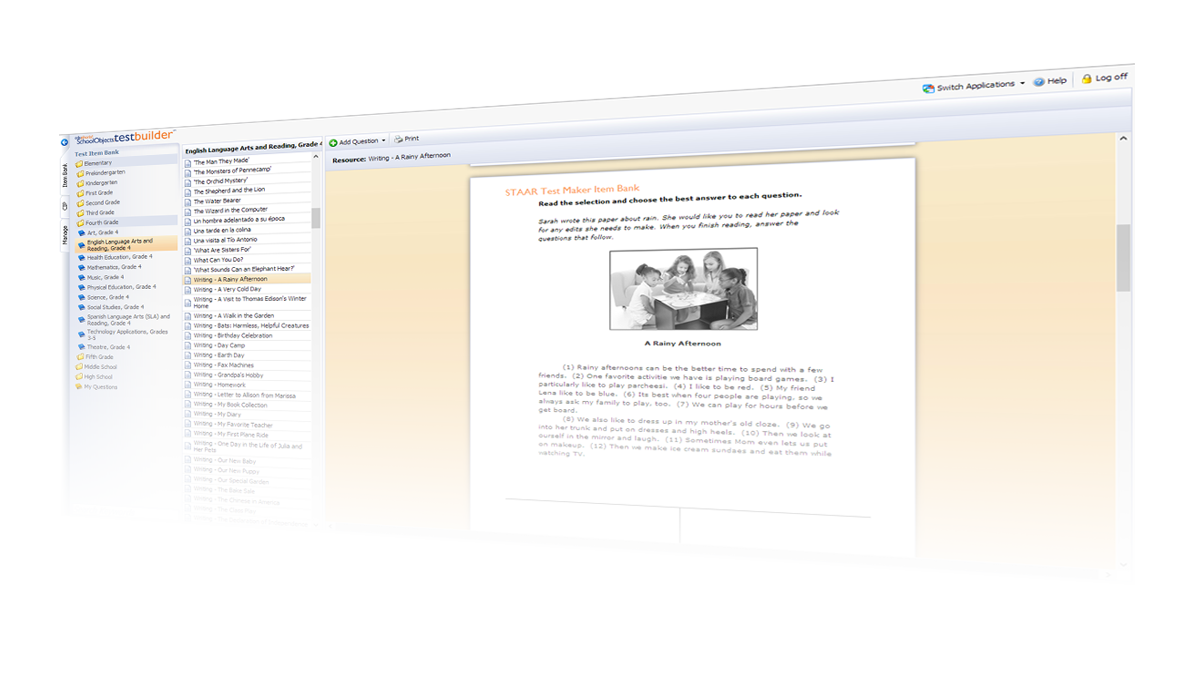 Switch Applications
Help
Log off
SchoolObjects testbuilder
Test Item Bank
Elementary
Prekindergarten
Kindergarten
First Grade
Second Grade
Third Grade
Fourth Grade
Art, Grade 4
English Language Arts and
Reading, Grade 4
Health Education, Grade 4
Mathematics, Grade 4
Music, Grade 4
Physical Education, Grade 4
Science, Grade 4
Social Studies, Grade 4
Spanish Language Arts (SLA) and
Reading, Grade 4
Technology Applications, Grades
3-5
Theatre, Grade 4
Fifth Grade
Middle School
High School
My Questions
Item Bank
Manage
English Language Arts and Reading, Grade 4
'The Man They Made'
'The Monsters of Pennecamp'
'The Orchid Mystery'
The Shepherd and the Lion
The Water Bearer
The Wizard in the Computer
Un hombre adelantado a su época
Una tarde en la colina
Una visita al Tío Antonio
'What Are Sisters For'
What Can You Do?
'What Sounds Can an Elephant Hear?'
Writing - A Rainy Afternoon
Writing - A Very Cold Day
Writing - A Visit to Thomas Edison's Winter
Home
Writing - A Walk in the Garden
Writing - Bats: Harmless, Helpful Creatures
Writing - Birthday Celebration
Writing - Day Camp
Writing - Earth Day
Writing - Fax Machines
Writing - Grandpa's Hobby
Writing - Homework
Writing - Letter to Allison from Marissa
Writing - My Book Collection
Writing - My Diary
Writing - My Favorite Teacher
Writing - My First Plane Ride
Writing - One Day in the Life of Julia and
Her Pets
Writing - Our New Baby
Writing - Our New Puppy
Writing - Our Special Garden
Writing - The Bake Sale
Writing - The Chinese in America
Add Question
Print
Resource: Writing - A Rainy Afternoon
STAAR Test Maker Item Bank
Read the selection and choose the best answer to each question.
Sarah wrote this paper about rain. She would like you to read her paper and look
for any edits she needs to make. When you finish reading, answer the
questions that follow.
A Rainy Afternoon
(1) Rainy afternoons can be the better time to spend with a few
friends. (2) One favorite activitie we have is playing board games. (3) I
particularly like to play parcheesi. (4) I like to be red. (5) My friend
Lena like to be blue. (6) Its best when four people are playing, so we
always ask my family to play, too. (7) We can play for hours before we
get board.
(8) We also like to dress up in my mother's old cloze. (9) We go
into her trunk and put on dresses and high heels. (10) Then we look at
ourself in the mirror and laugh. (11) Sometimes Mom even lets us put
on makeup. (12) Then we make ice cream sundaes and eat them while
watching TV.